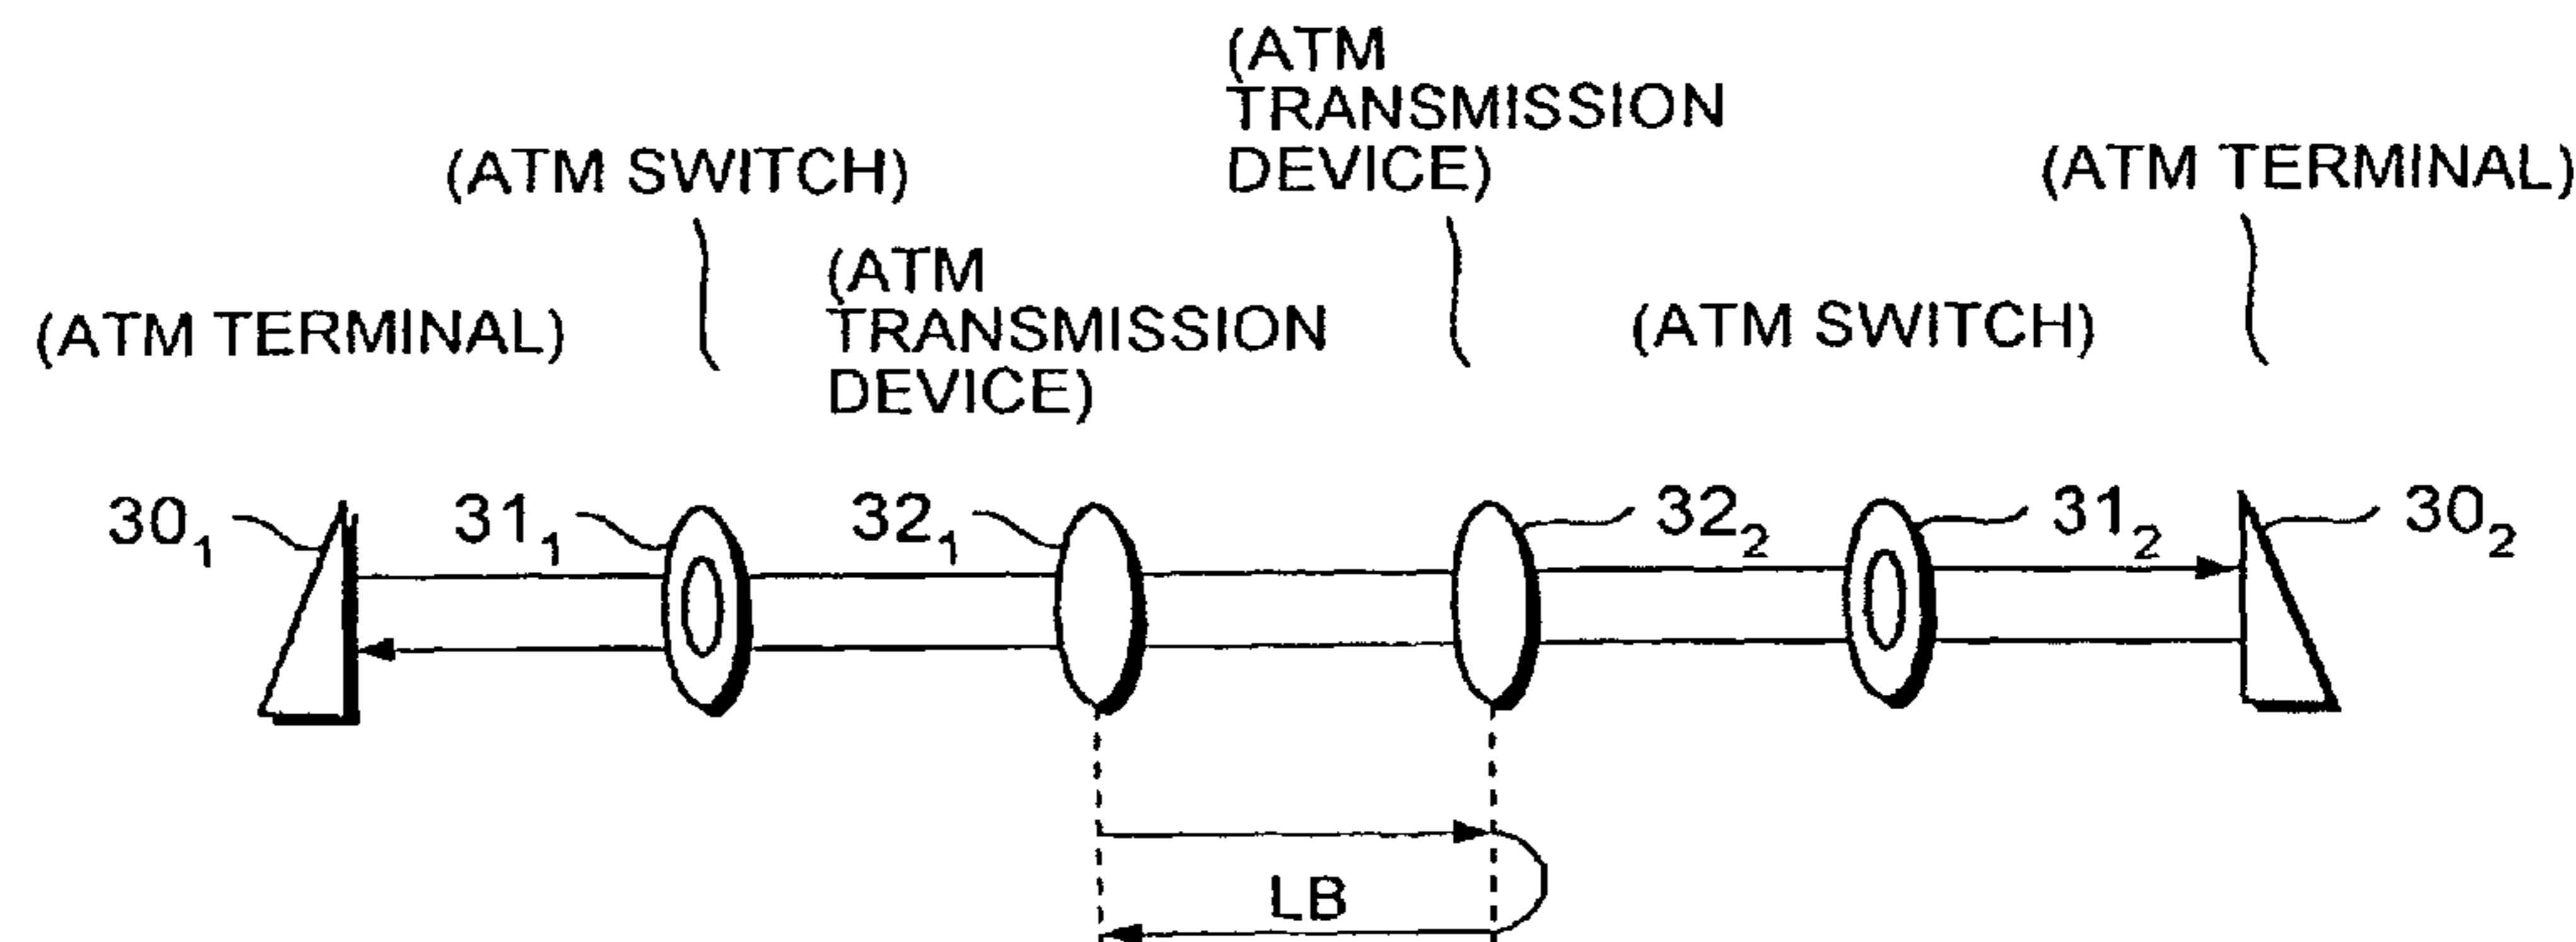 (ATM
TRANSMISSION
DEVICE)
(ATM SWITCH)
(ATM TERMINAL)
(ATM
TRANSMISSION
DEVICE)
(ATM TERMINAL)
(ATM SWITCH)
30₁
31₁
32₁
32₂
31₂
30₂
LB